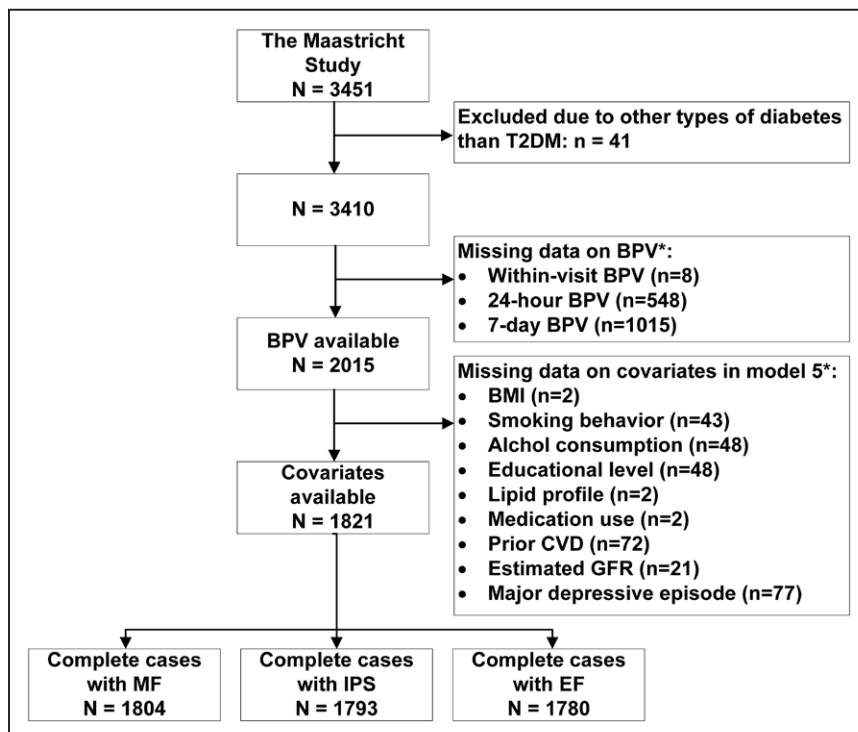 The Maastricht
Study
N = 3451
Excluded due to other types of diabetes
than T2DM: n = 41
N = 3410
Missing data on BPV*:
• Within-visit BPV (n=8)
• 24-hour BPV (n=548)
• 7-day BPV (n=1015)
BPV available
N = 2015
Missing data on covariates in model 5*:
• BMI (n=2)
• Smoking behavior (n=43)
• Alchol consumption (n=48)
• Educational level (n=48)
• Lipid profile (n=2)
• Medication use (n=2)
• Prior CVD (n=72)
• Estimated GFR (n=21)
• Major depressive episode (n=77)
Covariates
available
N = 1821
Complete cases
with MF
N = 1804
Complete cases
with IPS
N = 1793
Complete cases
with EF
N = 1780